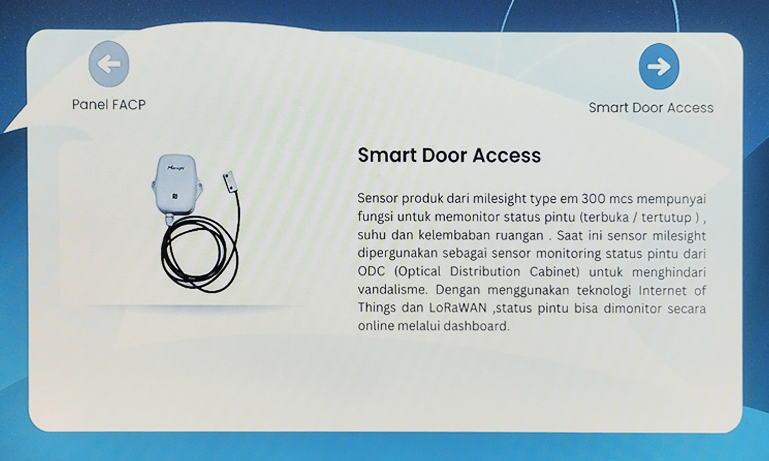 Panel FACP
Smart Door Access
Milesight
Smart Door Access
Sensor produk dari milesight type em 300 mcs mempunyai
fungsi untuk memonitor status pintu (terbuka / tertutup ) ,
suhu dan kelembaban ruangan . Saat ini sensor milesight
dipergunakan sebagai sensor monitoring status pintu dari
ODC (Optical Distribution Cabinet) untuk menghindari
vandalisme. Dengan menggunakan teknologi Internet of
Things dan LoRaWAN ,status pintu bisa dimonitor secara
online melalui dashboard.